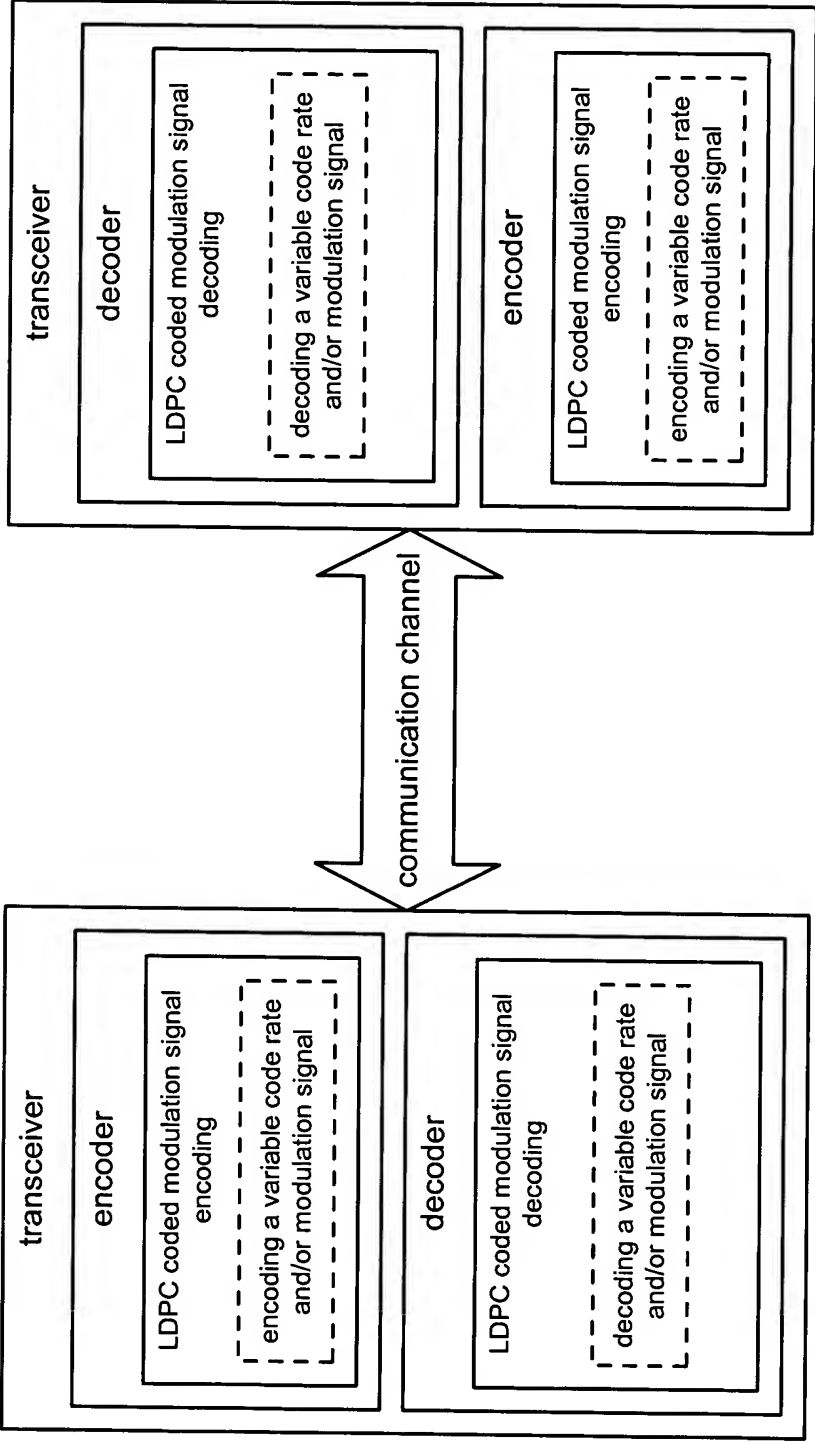 transceiver
encoder
LDPC coded modulation signal
encoding
encoding a variable code rate
and/or modulation signal
decoder
LDPC coded modulation signal
decoding
decoding a variable code rate
and/or modulation signal
communication channel
transceiver
decoder
LDPC coded modulation signal
decoding
decoding a variable code rate
and/or modulation signal
encoder
LDPC coded modulation signal
encoding
encoding a variable code rate
and/or modulation signal